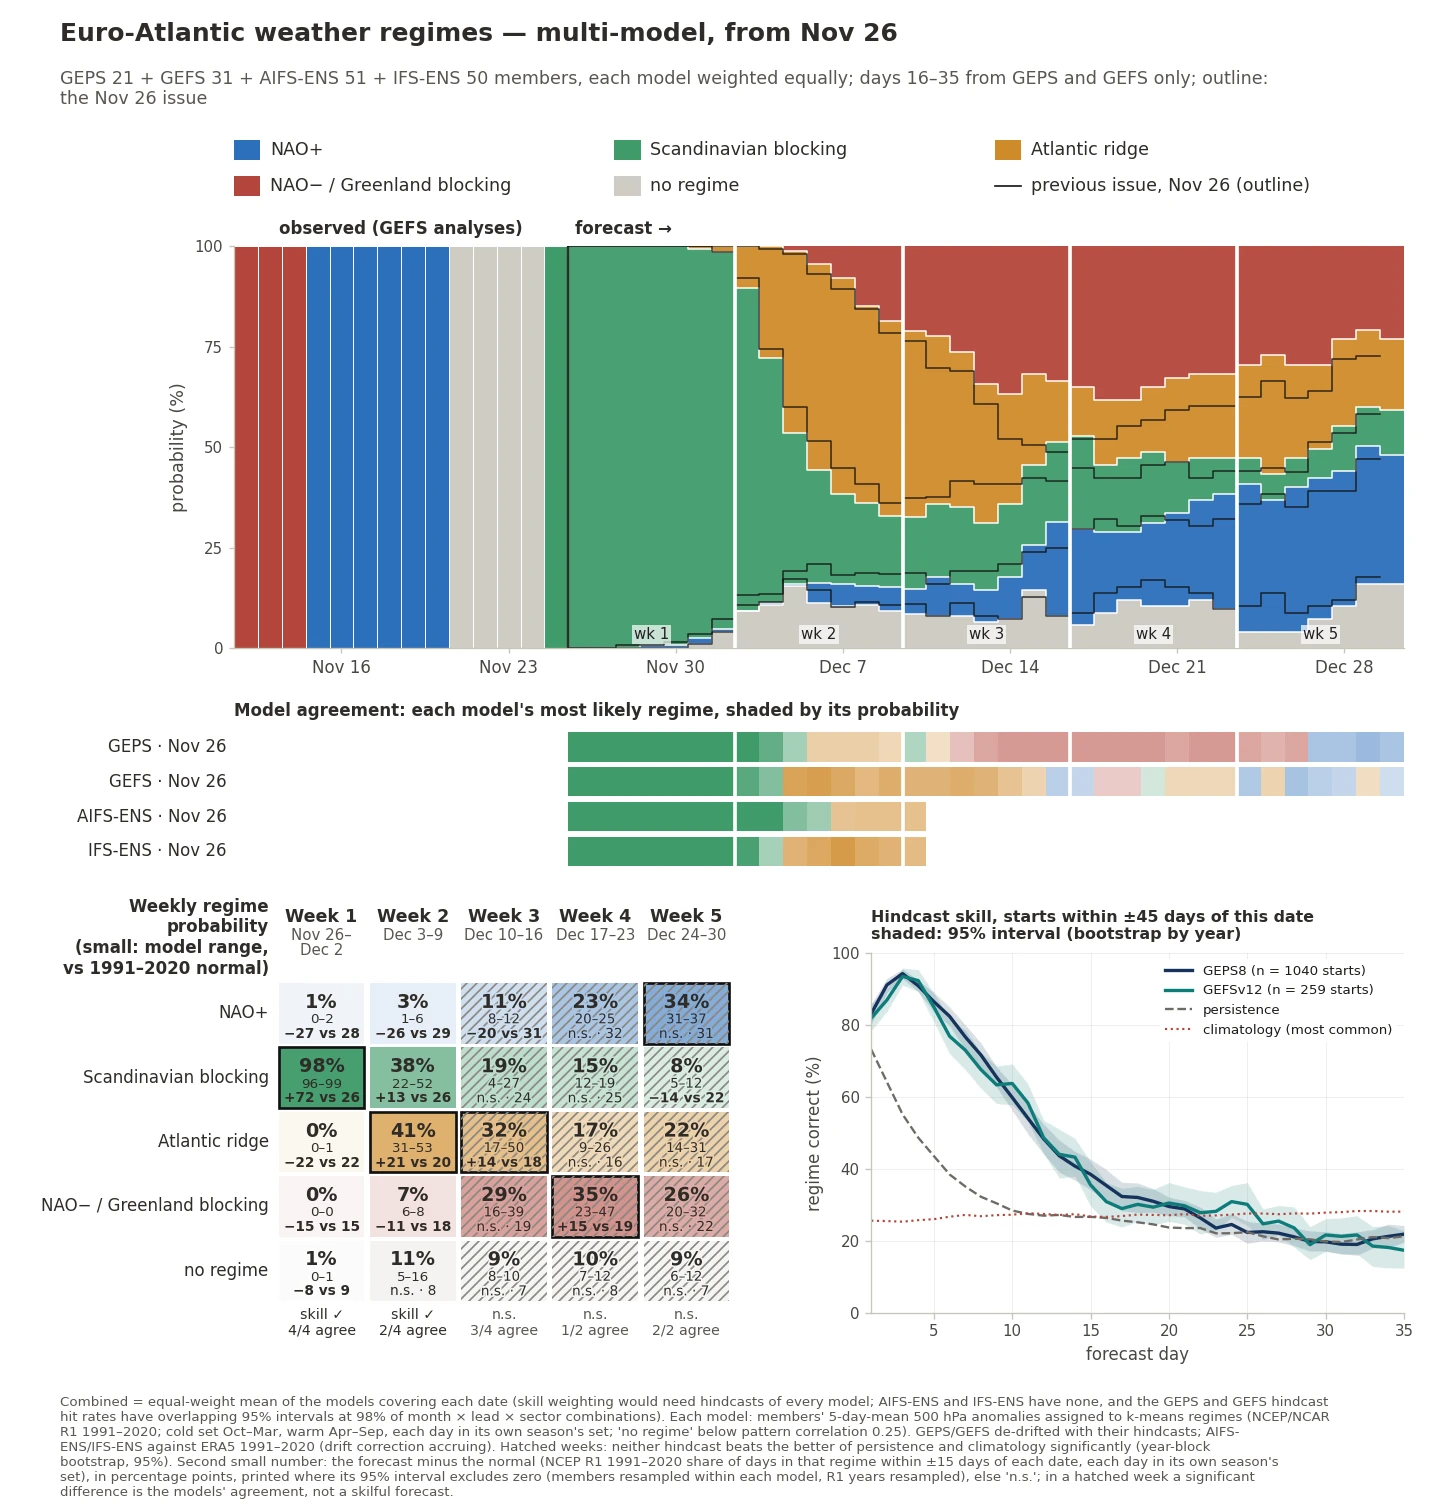 Euro-Atlantic weather regimes — multi-model, from Nov 26
GEPS 21 + GEFS 31 + AIFS-ENS 51 + IFS-ENS 50 members, each model weighted equally; days 16–35 from GEPS and GEFS only; outline:
the Nov 26 issue
NAO+
Scandinavian blocking
Atlantic ridge
NAO− / Greenland blocking
no regime
previous issue, Nov 26 (outline)
observed (GEFS analyses)
forecast →
probability (%)
100
75
50
25
0
wk 1
wk 2
wk 3
wk 4
wk 5
Nov 16
Nov 23
Nov 30
Dec 7
Dec 14
Dec 21
Dec 28
Model agreement: each model's most likely regime, shaded by its probability
GEPS · Nov 26
GEFS · Nov 26
AIFS-ENS · Nov 26
IFS-ENS · Nov 26
Weekly regime
probability
(small: model range,
vs 1991–2020 normal)
Week 1
Nov 26–
Dec 2
Week 2
Dec 3–9
Week 3
Dec 10–16
Week 4
Dec 17–23
Week 5
Dec 24–30
NAO+
1%
0–2
−27 vs 28
3%
1–6
−26 vs 29
11%
8–12
−20 vs 31
23%
20–25
n.s. · 32
34%
31–37
n.s. · 31
Scandinavian blocking
98%
96–99
+72 vs 26
38%
22–52
+13 vs 26
19%
4–27
n.s. · 24
15%
12–19
n.s. · 25
8%
5–12
−14 vs 22
Atlantic ridge
0%
0–1
−22 vs 22
41%
31–53
+21 vs 20
32%
17–50
+14 vs 18
17%
9–26
n.s. · 16
22%
14–31
n.s. · 17
NAO− / Greenland blocking
0%
0–0
−15 vs 15
7%
6–8
−11 vs 18
29%
16–39
n.s. · 19
35%
23–47
+15 vs 19
26%
20–32
n.s. · 22
no regime
1%
0–1
−8 vs 9
11%
5–16
n.s. · 8
9%
8–10
n.s. · 7
10%
7–12
n.s. · 8
9%
6–12
n.s. · 7
skill ✓
4/4 agree
skill ✓
2/4 agree
n.s.
3/4 agree
n.s.
1/2 agree
n.s.
2/2 agree
Hindcast skill, starts within ±45 days of this date
shaded: 95% interval (bootstrap by year)
GEPS8 (n = 1040 starts)
GEFSv12 (n = 259 starts)
persistence
climatology (most common)
regime correct (%)
100
80
60
40
20
0
5
10
15
20
25
30
35
forecast day
Combined = equal-weight mean of the models covering each date (skill weighting would need hindcasts of every model; AIFS-ENS and IFS-ENS have none, and the GEPS and GEFS hindcast
hit rates have overlapping 95% intervals at 98% of month × lead × sector combinations). Each model: members' 5-day-mean 500 hPa anomalies assigned to k-means regimes (NCEP/NCAR
R1 1991–2020; cold set Oct–Mar, warm Apr–Sep, each day in its own season's set; 'no regime' below pattern correlation 0.25). GEPS/GEFS de-drifted with their hindcasts; AIFS-
ENS/IFS-ENS against ERA5 1991–2020 (drift correction accruing). Hatched weeks: neither hindcast beats the better of persistence and climatology significantly (year-block
bootstrap, 95%). Second small number: the forecast minus the normal (NCEP R1 1991–2020 share of days in that regime within ±15 days of each date, each day in its own season's
set), in percentage points, printed where its 95% interval excludes zero (members resampled within each model, R1 years resampled), else 'n.s.'; in a hatched week a significant
difference is the models' agreement, not a skilful forecast.